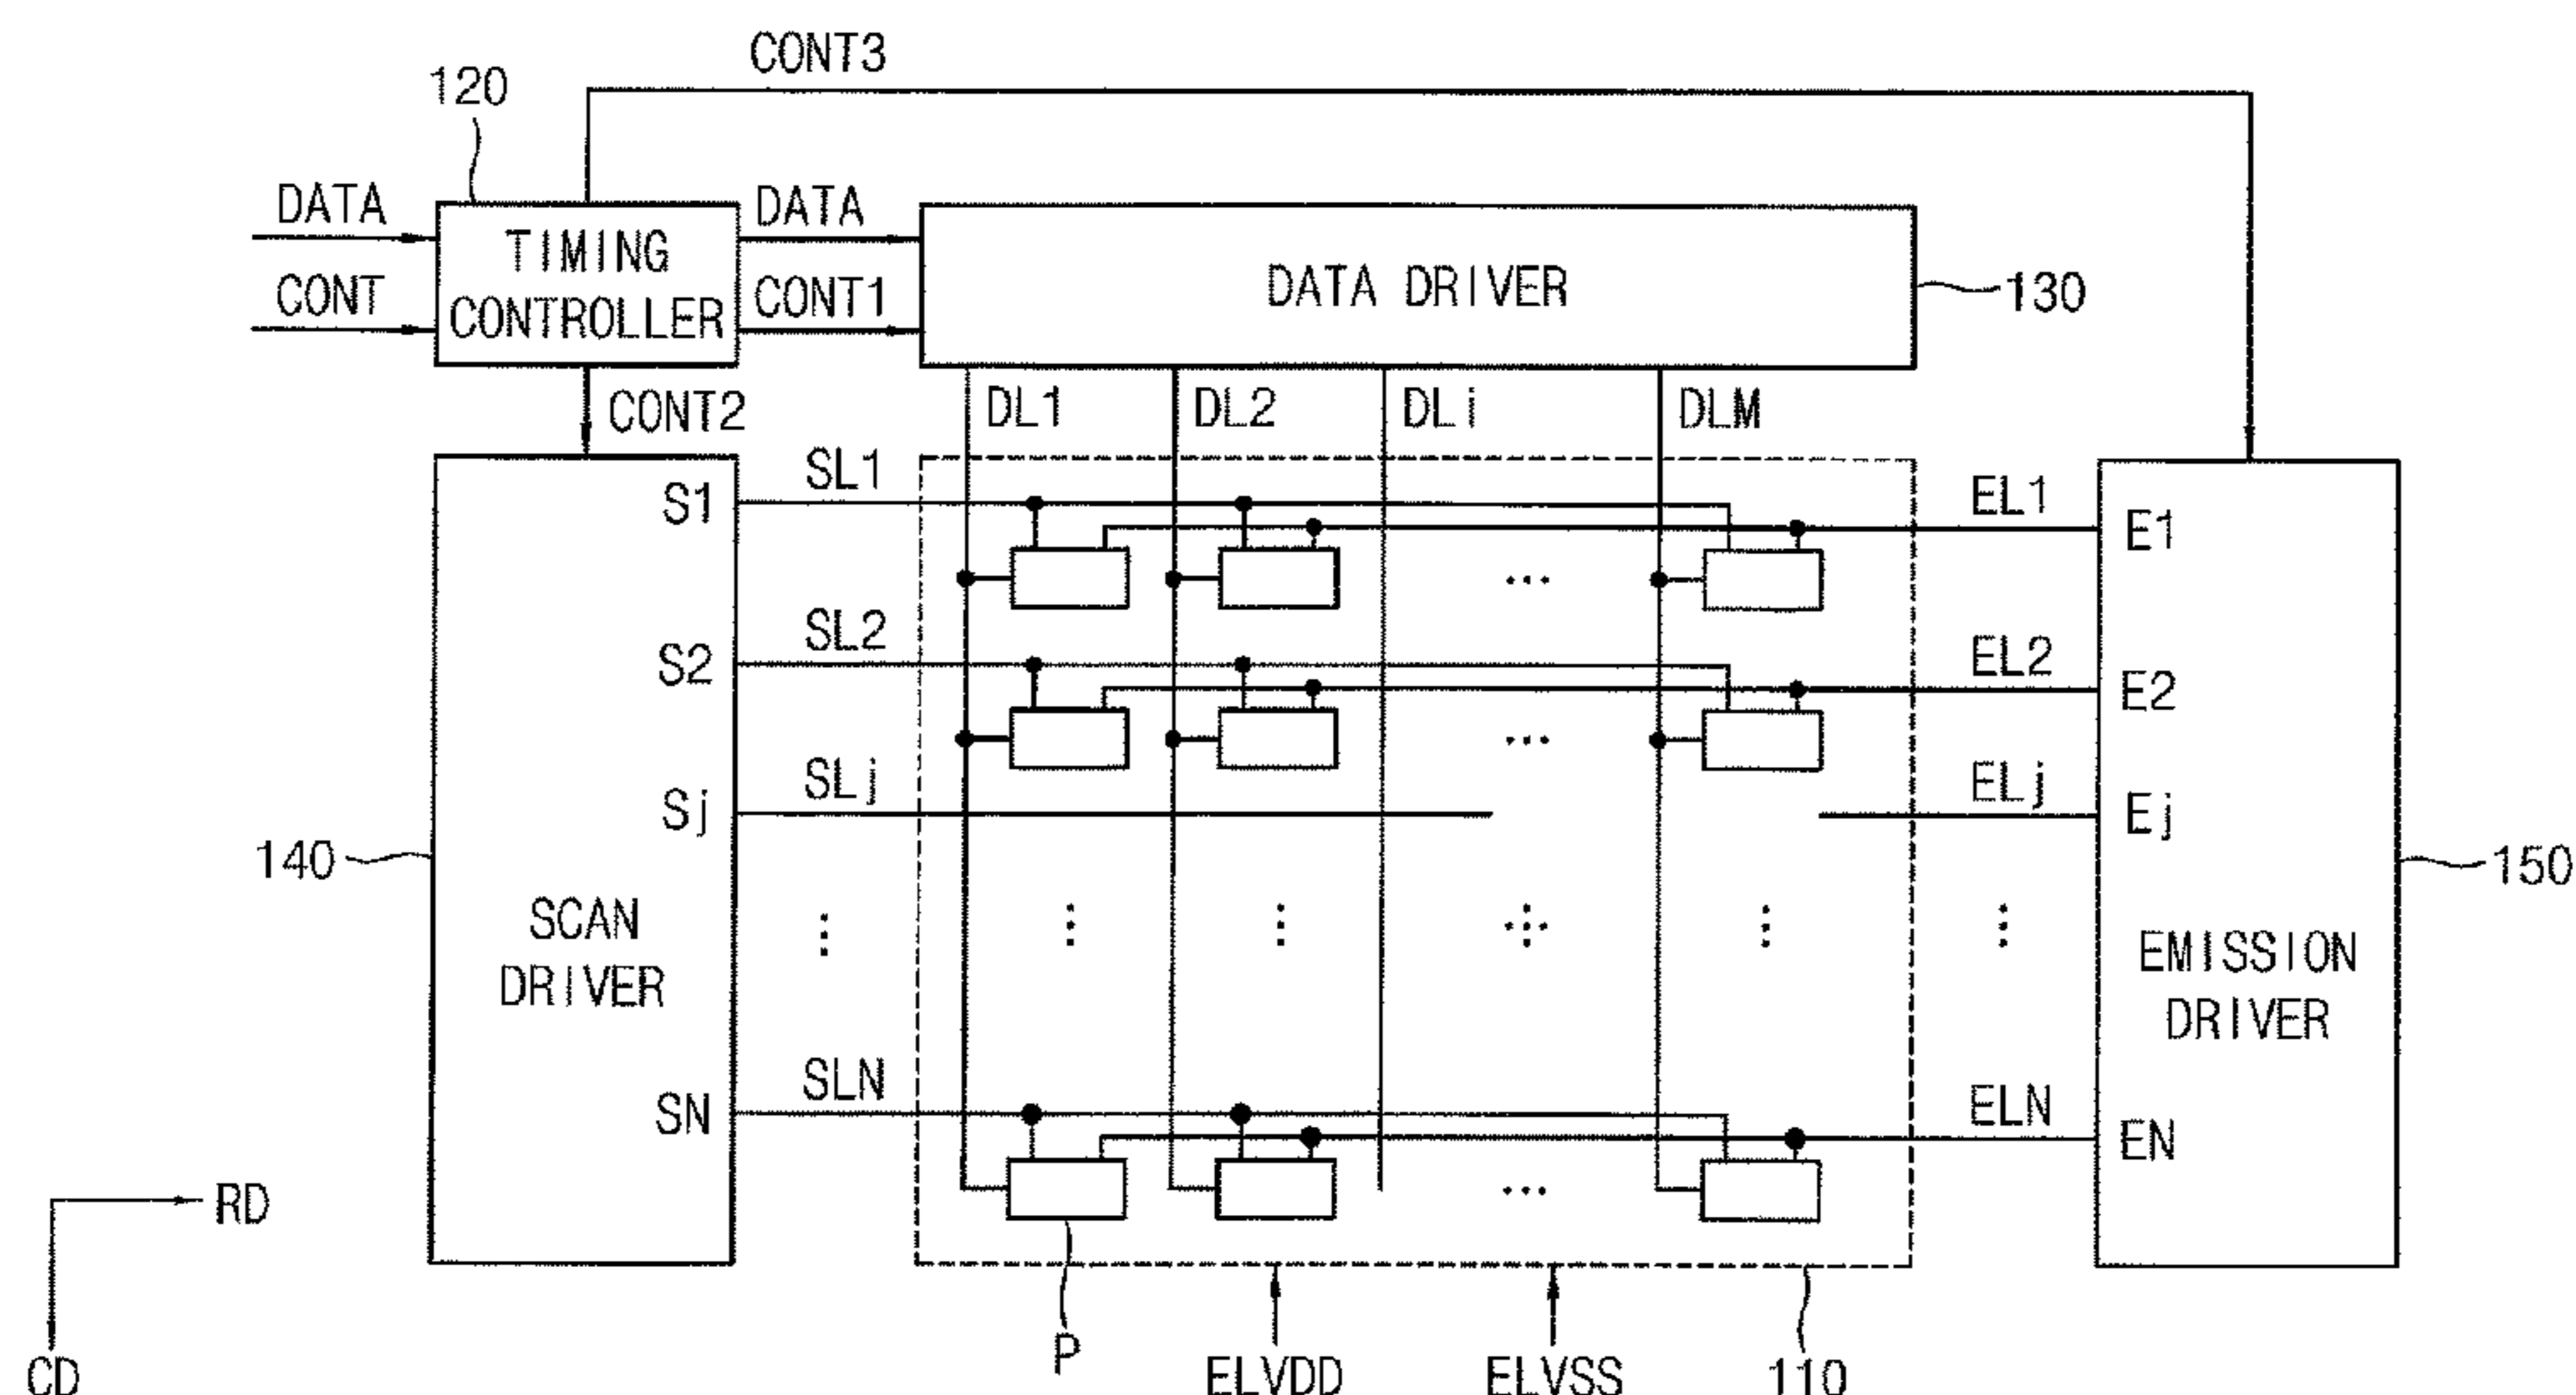 CONT3
120
DATA
CONT
TIMING
CONTROLLER
DATA
CONT1
DATA DRIVER
130
CONT2
DL1
DL2
DLi
DLM
SL1
SL2
SLj
SLN
S1
S2
Sj
SN
SCAN
DRIVER
140
EL1
EL2
ELj
ELN
E1
E2
Ej
EN
EMISSION
DRIVER
150
...
...
...
RD
CD
P
ELVDD
ELVSS
110